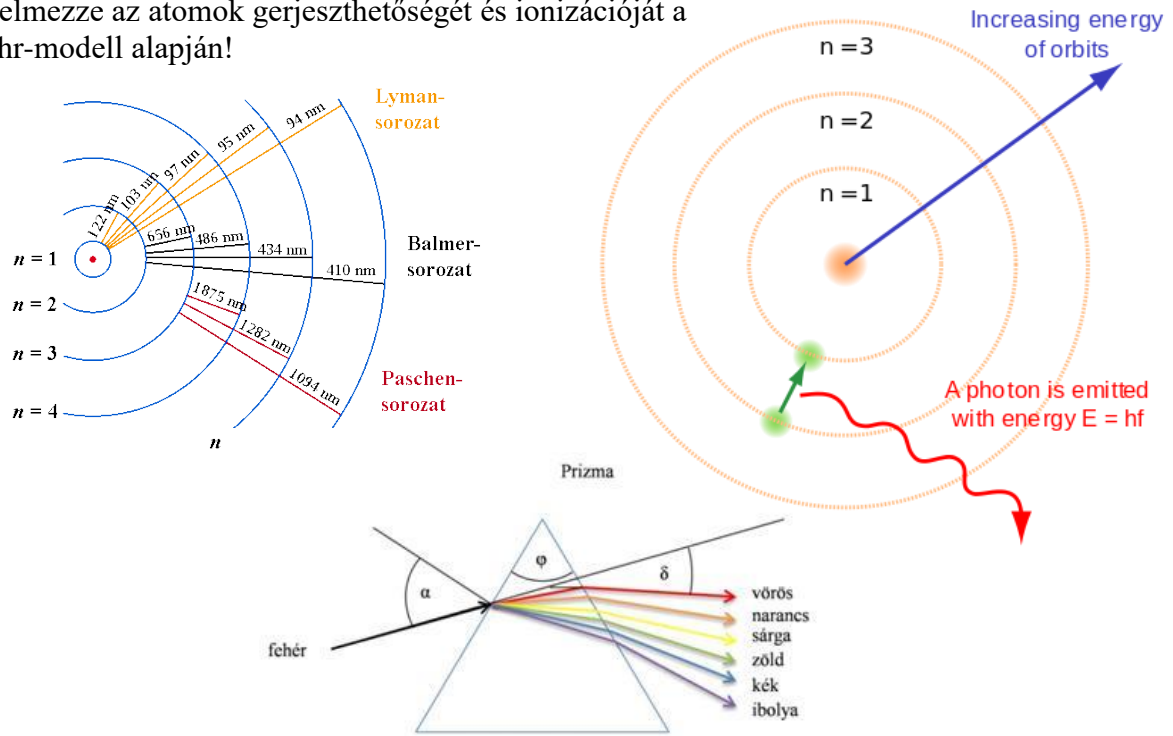 elmezze az atomok gerjeszthetőségét és ionizációját a
hr-modell alapján!
Lyman-
sorozat
94 nm
95 nm
97 nm
103 nm
122 nm
656 nm
486 nm
434 nm
410 nm
Balmer-
sorozat
1875 nm
1282 nm
1094 nm
Paschen-
sorozat
n = 1
n = 2
n = 3
n = 4
n
Increasing energy
of orbits
n = 3
n = 2
n = 1
A photon is emitted
with energy E = hf
Prizma
φ
α
δ
fehér
vörös
narancs
sárga
zöld
kék
ibolya